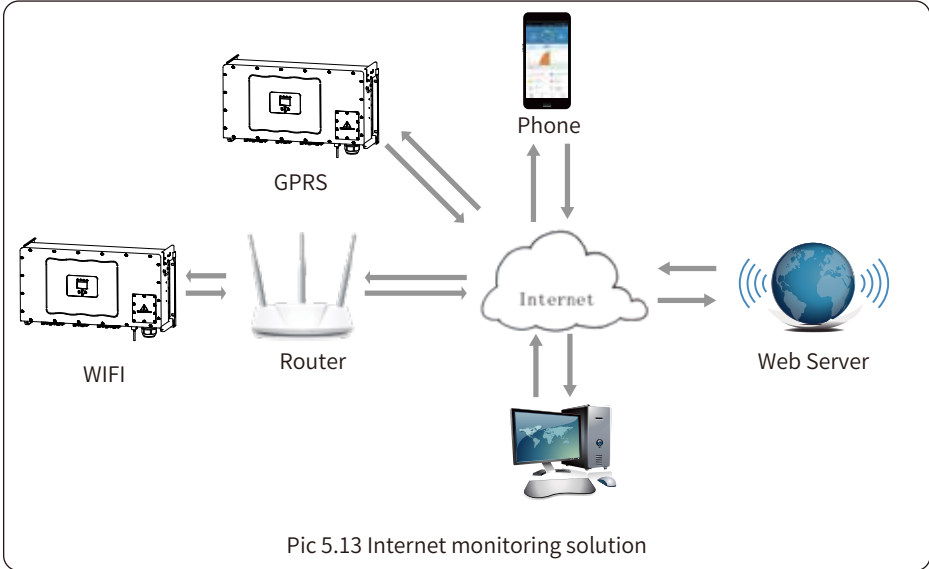 Phone
GPRS
Internet
WIFI
Router
Web Server
Pic 5.13 Internet monitoring solution